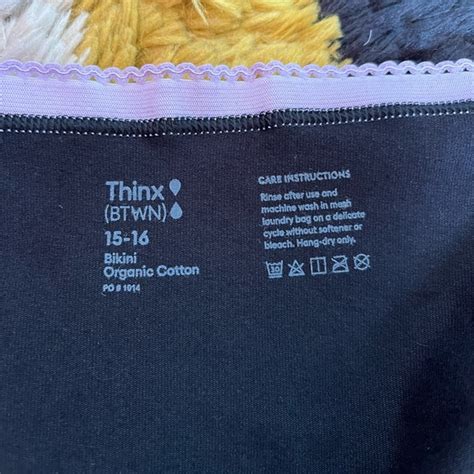 Thinx
(BTWN)
15-16
Bikini
Organic Cotton
PO # 1014
CARE INSTRUCTIONS
Rinse after use and
machine wash in mesh
laundry bag on a delicate
cycle without softener or
bleach. Hang-dry only.
30